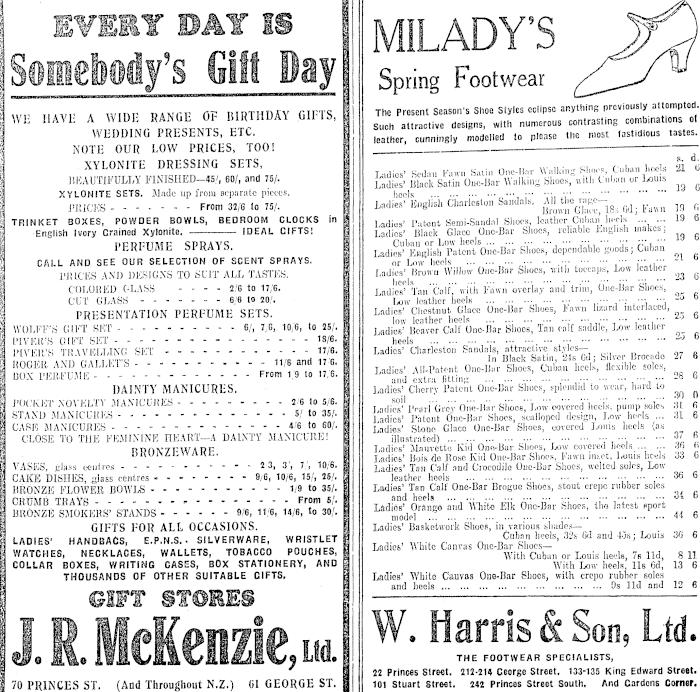 EVERY DAY IS
Somebody's Gift Day
WE HAVE A WIDE RANGE OF BIRTHDAY GIFTS,
WEDDING PRESENTS, ETC.
NOTE OUR LOW PRICES, TOO!
XYLONITE DRESSING SETS,
BEAUTIFULLY FINISHED—45/, 60/, and 75/.
XYLONITE SETS. Made up from separate pieces.
PRICES - - - - - - From 32/6 to 75/.
TRINKET BOXES, POWDER BOWLS, BEDROOM CLOCKS in
English Ivory Grained Xylonite. ——— IDEAL GIFTS!
PERFUME SPRAYS.
CALL AND SEE OUR SELECTION OF SCENT SPRAYS.
PRICES AND DESIGNS TO SUIT ALL TASTES.
COLORED GLASS - - - - - 2/6 to 17/6.
CUT GLASS - - - - - - 6/6 to 20/.
PRESENTATION PERFUME SETS.
WOLFF'S GIFT SET - - - - - - - 6/, 7/6, 10/6, to 25/.
PIVER'S GIFT SET - - - - - - - - - 18/6.
PIVER'S TRAVELLING SET - - - - - - - 17/6.
ROGER AND GALLET'S - - - - - - 11/6 and 17/6.
BOX PERFUME - - - - - - - From 1/9 to 17/6.
DAINTY MANICURES.
POCKET NOVELTY MANICURES - - - - - 2/6 to 5/6.
STAND MANICURES - - - - - - - 5/ to 35/.
CASE MANICURES - - - - - - - 4/6 to 60/.
CLOSE TO THE FEMININE HEART—A DAINTY MANICURE!
BRONZEWARE.
VASES, glass centres - - - - - - 2/3, 3/, 7/, 10/6.
CAKE DISHES, glass centres - - - - 9/6, 10/6, 15/, 25/.
BRONZE FLOWER BOWLS - - - - - - 1/9 to 35/.
CRUMB TRAYS - - - - - - - - From 5/.
BRONZE SMOKERS' STANDS - - - 9/6, 11/6, 14/6, to 30/.
GIFTS FOR ALL OCCASIONS.
LADIES' HANDBAGS, E.P.N.S. SILVERWARE, WRISTLET
WATCHES, NECKLACES, WALLETS, TOBACCO POUCHES,
COLLAR BOXES, WRITING CASES, BOX STATIONERY, AND
THOUSANDS OF OTHER SUITABLE GIFTS.
GIFT STORES
J. R. McKenzie, Ltd.
70 PRINCES ST. (And Throughout N.Z.) 61 GEORGE ST.
MILADY'S
Spring Footwear
The Present Season's Shoe Styles eclipse anything previously attempted.
Such attractive designs, with numerous contrasting combinations of
leather, cunningly modelled to please the most fastidious tastes.
s. d.
Ladies' Sedan Fawn Satin One-Bar Walking Shoes, Cuban heels 21 6
Ladies' Black Satin One-Bar Walking Shoes, with Cuban or Louis
heels ... 19 6
Ladies' English Charleston Sandals. All the rage—
Brown Glace, 18s 6d; Fawn 19 6
Ladies' Patent Semi-Sandal Shoes, leather Cuban heels ... 19 6
Ladies' Black Glace One-Bar Shoes, reliable English makes;
Cuban or Low heels ... 19 6
Ladies' English Patent One-Bar Shoes, dependable goods; Cuban
or Low heels ... 21 6
Ladies' Brown Willow One-Bar Shoes, with toecaps, Low leather
heels ... 23 6
Ladies' Tan Calf, with Fawn overlay and trim, One-Bar Shoes,
Low leather heels ... 25 6
Ladies' Chestnut Glace One-Bar Shoes, Fawn lizard interlaced,
low leather heels ... 25 6
Ladies' Beaver Calf One-Bar Shoes, Tan calf saddle, Low leather
heels ... 25 6
Ladies' Charleston Sandals, attractive styles—
In Black Satin, 24s 6d; Silver Brocade 27 6
Ladies' All-Patent One-Bar Shoes, Cuban heels, flexible soles,
and extra fitting ... 28 6
Ladies' Cherry Patent One-Bar Shoes, splendid to wear, hard to
soil ... 30 0
Ladies' Pearl Grey One-Bar Shoes, Low covered heels, pump soles 31 6
Ladies' Patent One-Bar Shoes, scalloped design, Low heels ... 31 6
Ladies' Stone Glace One-Bar Shoes, covered Louis heels (as
illustrated) ... 37 6
Ladies' Mauvette Kid One-Bar Shoes, Low covered heels ... 36 6
Ladies' Bois de Rose Kid One-Bar Shoes, Fawn inset, Louis heels 33 6
Ladies' Tan Calf and Crocodile One-Bar Shoes, welted soles, Low
leather heels ... 36 6
Ladies' Tan Calf One-Bar Brogue Shoes, stout crepe rubber soles
and heels ... 34 6
Ladies' Orange and White Elk One-Bar Shoes, the latest sport
model ... 44 6
Ladies' Basketwork Shoes, in various shades—
Cuban heels, 32s 6d and 45s; Louis 36 6
Ladies' White Canvas One-Bar Shoes—
With Cuban or Louis heels, 7s 11d, 8 11
With Low heels, 11s 6d, 13 6
Ladies' White Canvas One-Bar Shoes, with crepe rubber soles
and heels ... 9s 11d and 12 6
W. Harris & Son, Ltd.
THE FOOTWEAR SPECIALISTS,
22 Princes Street. 212-214 George Street. 133-135 King Edward Street.
101 Stuart Street. 242 Princes Street South. And Cardens Corner.